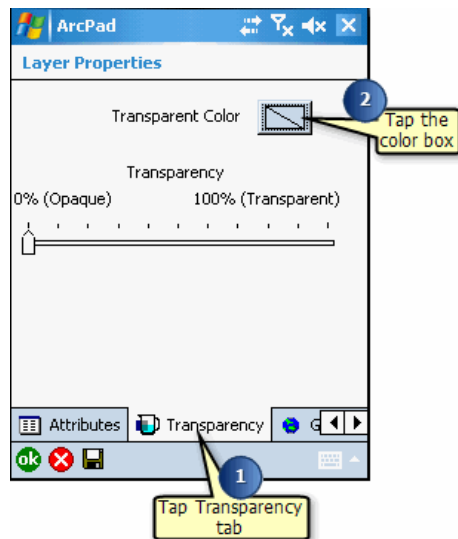 ArcPad
Layer Properties
Transparent Color
2
Tap the
color box
Transparency
0% (Opaque) 100% (Transparent)
Attributes Transparency G
ok
1
Tap Transparency
tab